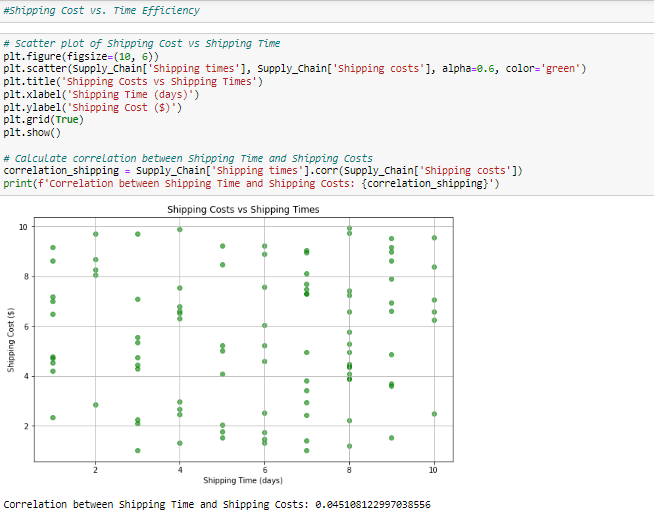 #Shipping Cost vs. Time Efficiency
# Scatter plot of Shipping Cost vs Shipping Time
plt.figure(figsize=(10, 6))
plt.scatter(Supply_Chain['Shipping times'], Supply_Chain['Shipping costs'], alpha=0.6, color='green')
plt.title('Shipping Costs vs Shipping Times')
plt.xlabel('Shipping Time (days)')
plt.ylabel('Shipping Cost ($)')
plt.grid(True)
plt.show()
# Calculate correlation between Shipping Time and Shipping Costs
correlation_shipping = Supply_Chain['Shipping times'].corr(Supply_Chain['Shipping costs'])
print(f'Correlation between Shipping Time and Shipping Costs: {correlation_shipping}')
Shipping Costs vs Shipping Times
10
8
6
4
2
Shipping Cost ($)
2 4 6 8 10
Shipping Time (days)
Correlation between Shipping Time and Shipping Costs: 0.045108122997038556